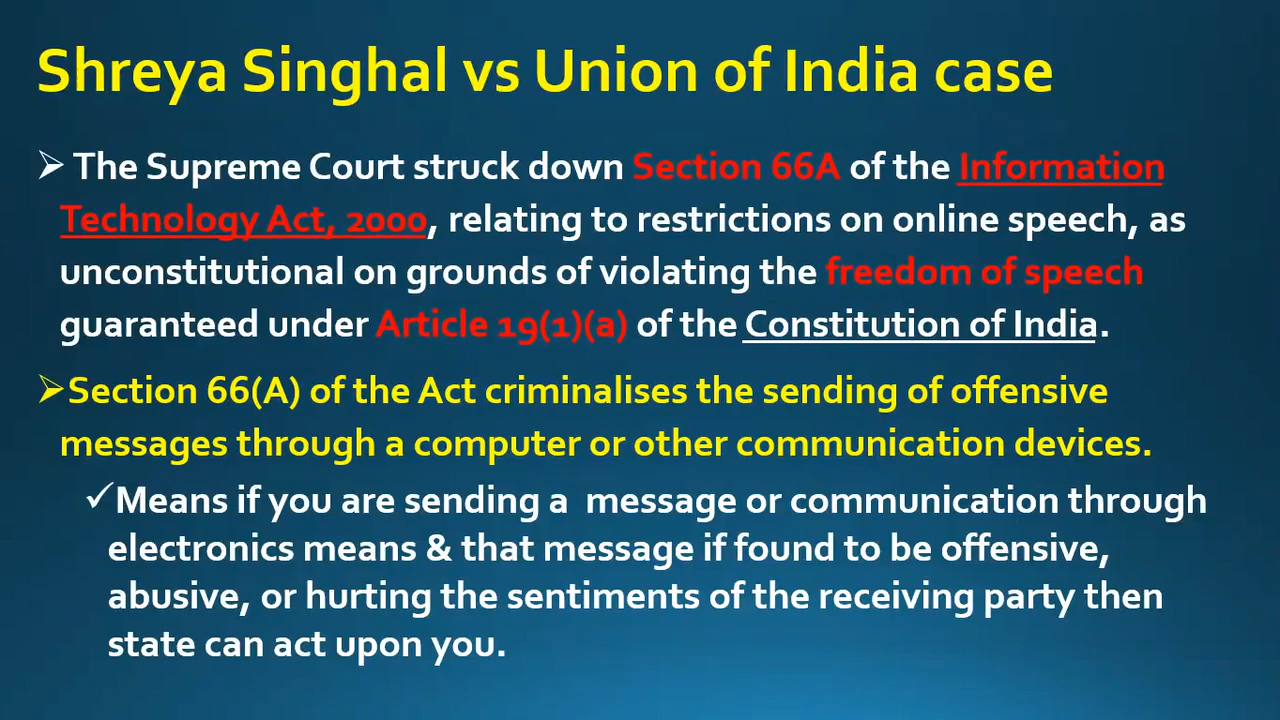 Shreya Singhal vs Union of India case
➢ The Supreme Court struck down Section 66A of the Information
Technology Act, 2000, relating to restrictions on online speech, as
unconstitutional on grounds of violating the freedom of speech
guaranteed under Article 19(1)(a) of the Constitution of India.
➢Section 66(A) of the Act criminalises the sending of offensive
messages through a computer or other communication devices.
✓Means if you are sending a  message or communication through
electronics means & that message if found to be offensive,
abusive, or hurting the sentiments of the receiving party then
state can act upon you.